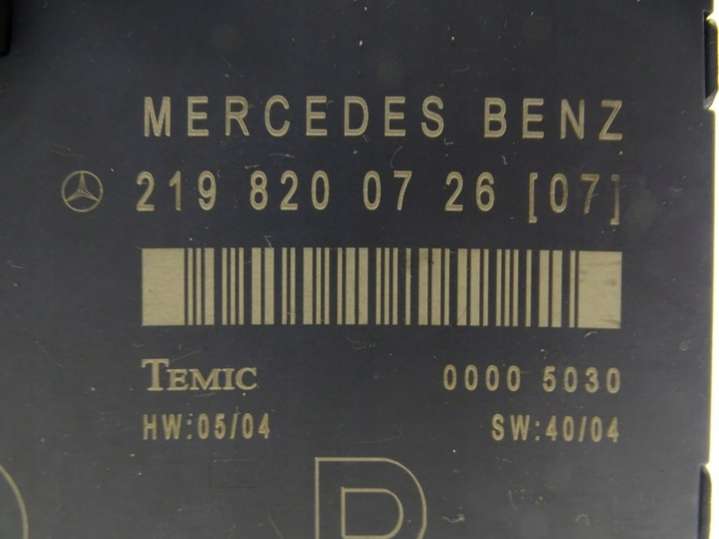 MERCEDES BENZ
219 820 07 26 [07]
TEMIC 0000 5030
HW:05/04 SW:40/04